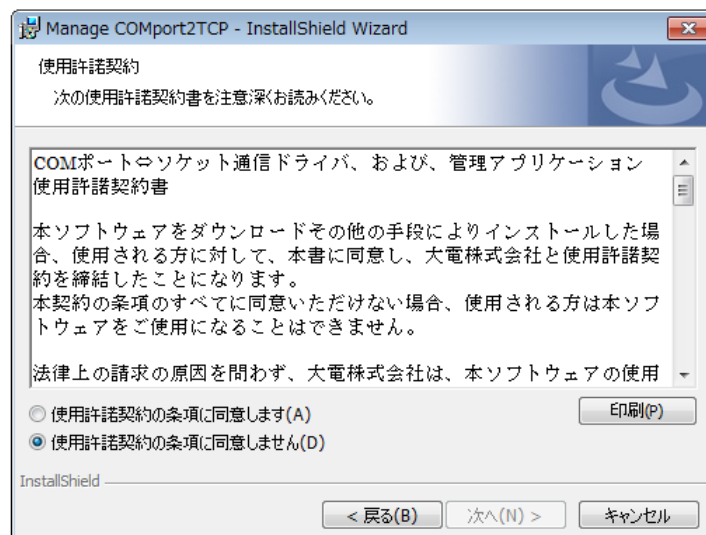 Manage COMport2TCP - InstallShield Wizard
使用許諾契約
次の使用許諾契約書を注意深くお読みください。
COMポート⇔ソケット通信ドライバ、および、管理アプリケーション
使用許諾契約書
本ソフトウェアをダウンロードその他の手段によりインストールした場
合、使用される方に対して、本書に同意し、大電株式会社と使用許諾契
約を締結したことになります。
本契約の条項のすべてに同意いただけない場合、使用される方は本ソフ
トウェアをご使用になることはできません。
法律上の請求の原因を問わず、大電株式会社は、本ソフトウェアの使用
使用許諾契約の条項に同意します(A)
印刷(P)
使用許諾契約の条項に同意しません(D)
InstallShield
< 戻る(B)
次へ(N) >
キャンセル